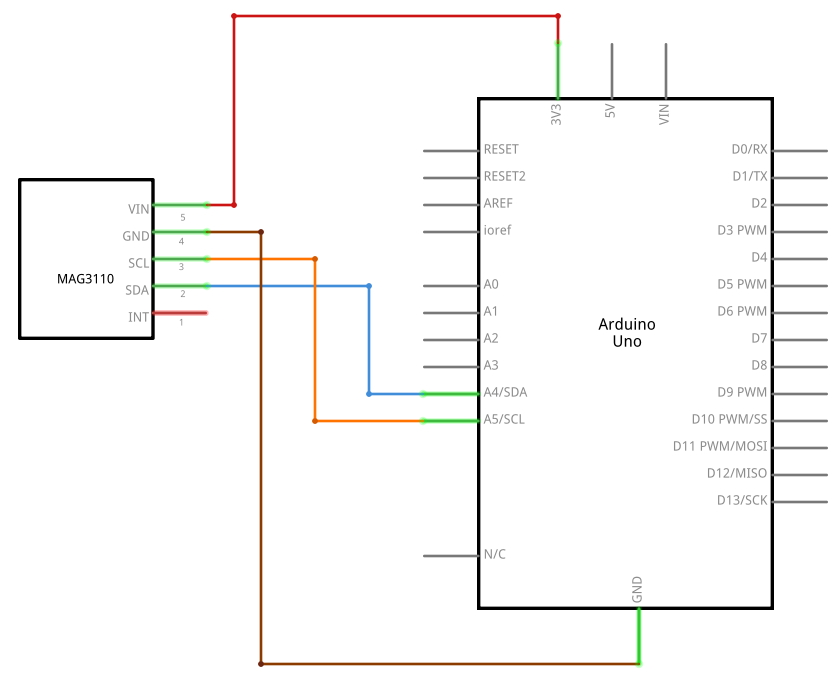 3V3
5V
VIN
RESET
RESET2
AREF
ioref
A0
A1
A2
A3
A4/SDA
A5/SCL
N/C
D0/RX
D1/TX
D2
D3 PWM
D4
D5 PWM
D6 PWM
D7
D8
D9 PWM
D10 PWM/SS
D11 PWM/MOSI
D12/MISO
D13/SCK
Arduino
Uno
GND
MAG3110
VIN
5
GND
4
SCL
3
SDA
2
INT
1